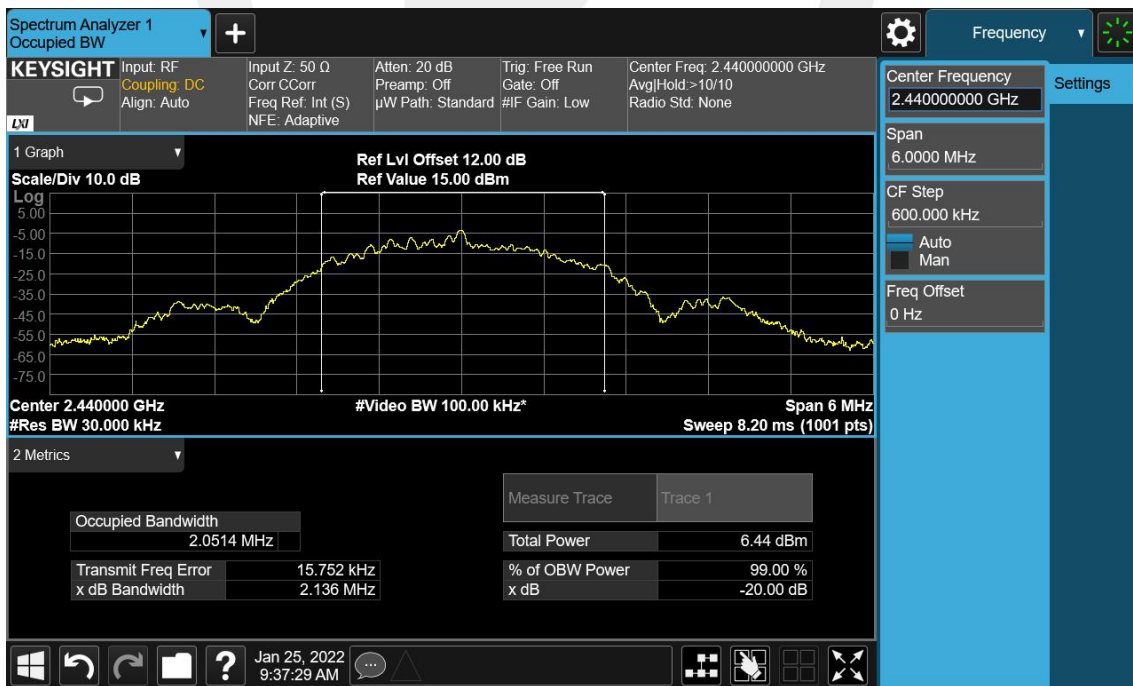 Spectrum Analyzer 1
Occupied BW
Frequency
KEYSIGHT
LXI
Input: RF
Coupling: DC
Align: Auto
Input Z: 50 Ω
Corr CCorr
Freq Ref: Int (S)
NFE: Adaptive
Atten: 20 dB
Preamp: Off
µW Path: Standard
Trig: Free Run
Gate: Off
#IF Gain: Low
Center Freq: 2.440000000 GHz
Avg|Hold:>10/10
Radio Std: None
Center Frequency
2.440000000 GHz
Settings
Span
6.0000 MHz
CF Step
600.000 kHz
Auto
Man
Freq Offset
0 Hz
1 Graph
Scale/Div 10.0 dB
Ref Lvl Offset 12.00 dB
Ref Value 15.00 dBm
Log
5.00
-5.00
-15.0
-25.0
-35.0
-45.0
-55.0
-65.0
-75.0
Center 2.440000 GHz
#Video BW 100.00 kHz*
Span 6 MHz
#Res BW 30.000 kHz
Sweep 8.20 ms (1001 pts)
2 Metrics
Measure Trace Trace 1
Occupied Bandwidth
2.0514 MHz
Total Power 6.44 dBm
Transmit Freq Error 15.752 kHz
% of OBW Power 99.00 %
x dB Bandwidth 2.136 MHz
x dB -20.00 dB
?
Jan 25, 2022
9:37:29 AM